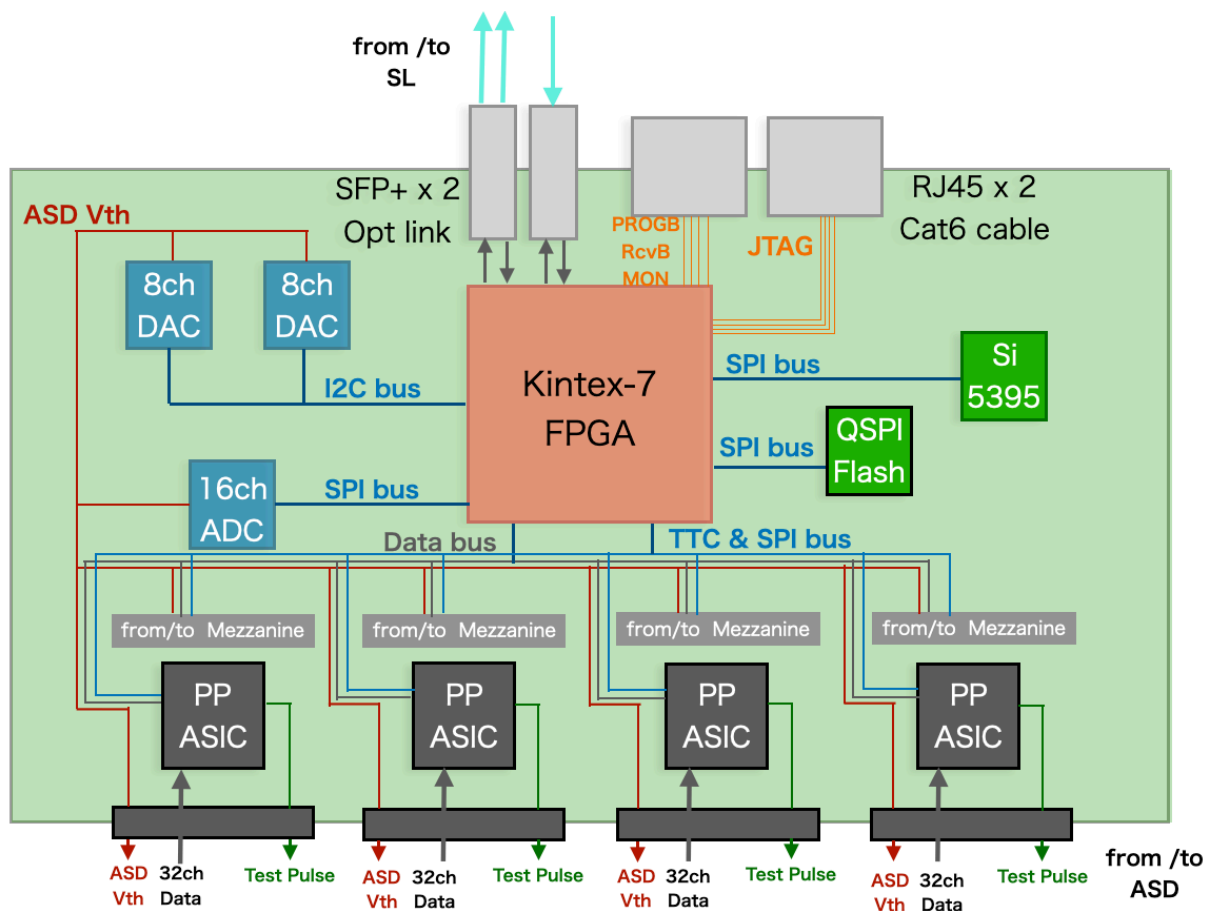 from /to
SL
SFP+ x 2
Opt link
RJ45 x 2
Cat6 cable
ASD Vth
PROGB
RcvB
MON
JTAG
8ch
DAC
8ch
DAC
I2C bus
Kintex-7
FPGA
SPI bus
Si
5395
SPI bus
QSPI
Flash
16ch
ADC
SPI bus
Data bus
TTC & SPI bus
from/to Mezzanine
from/to Mezzanine
from/to Mezzanine
from/to Mezzanine
PP
ASIC
PP
ASIC
PP
ASIC
PP
ASIC
ASD
Vth
32ch
Data
Test Pulse
ASD
Vth
32ch
Data
Test Pulse
ASD
Vth
32ch
Data
Test Pulse
ASD
Vth
32ch
Data
Test Pulse
from /to
ASD